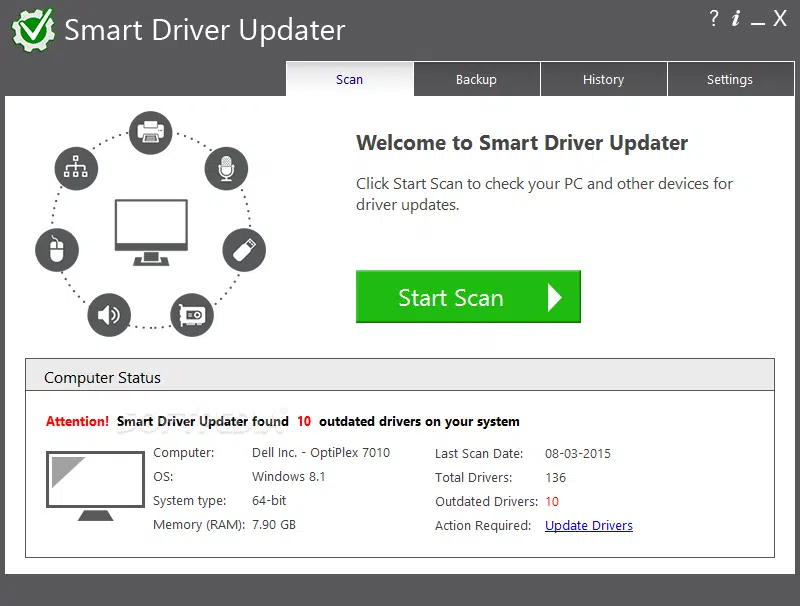 Smart Driver Updater
? i _ X
Scan Backup History Settings
Welcome to Smart Driver Updater
Click Start Scan to check your PC and other devices for
driver updates.
Start Scan
Computer Status
SOFTPEDIA
Attention! Smart Driver Updater found 10 outdated drivers on your system
Computer: Dell Inc. - OptiPlex 7010 Last Scan Date: 08-03-2015
OS: Windows 8.1 Total Drivers: 136
System type: 64-bit Outdated Drivers: 10
Memory (RAM): 7.90 GB Action Required: Update Drivers